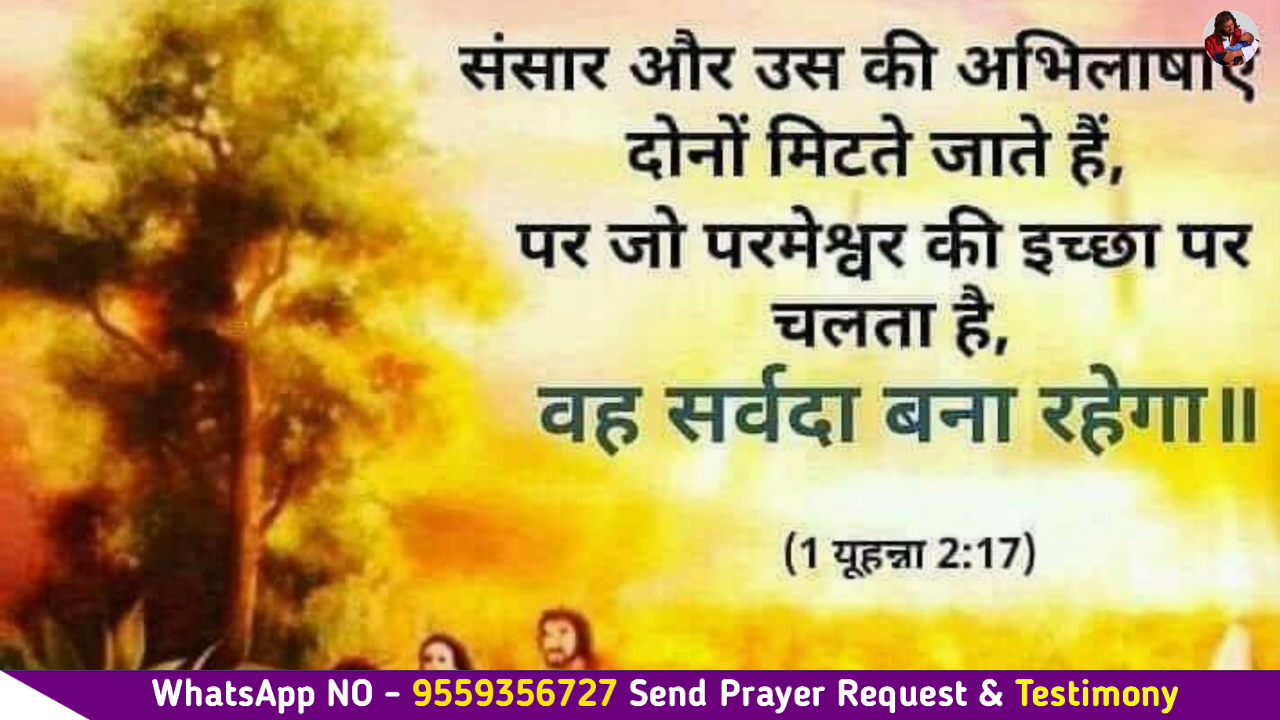 संसार और उस की अभिलाषाएं
दोनों मिटते जाते हैं,
पर जो परमेश्वर की इच्छा पर
चलता है,
वह सर्वदा बना रहेगा॥
(1 यूहन्ना 2:17)
WhatsApp NO - 9559356727 Send Prayer Request & Testimony